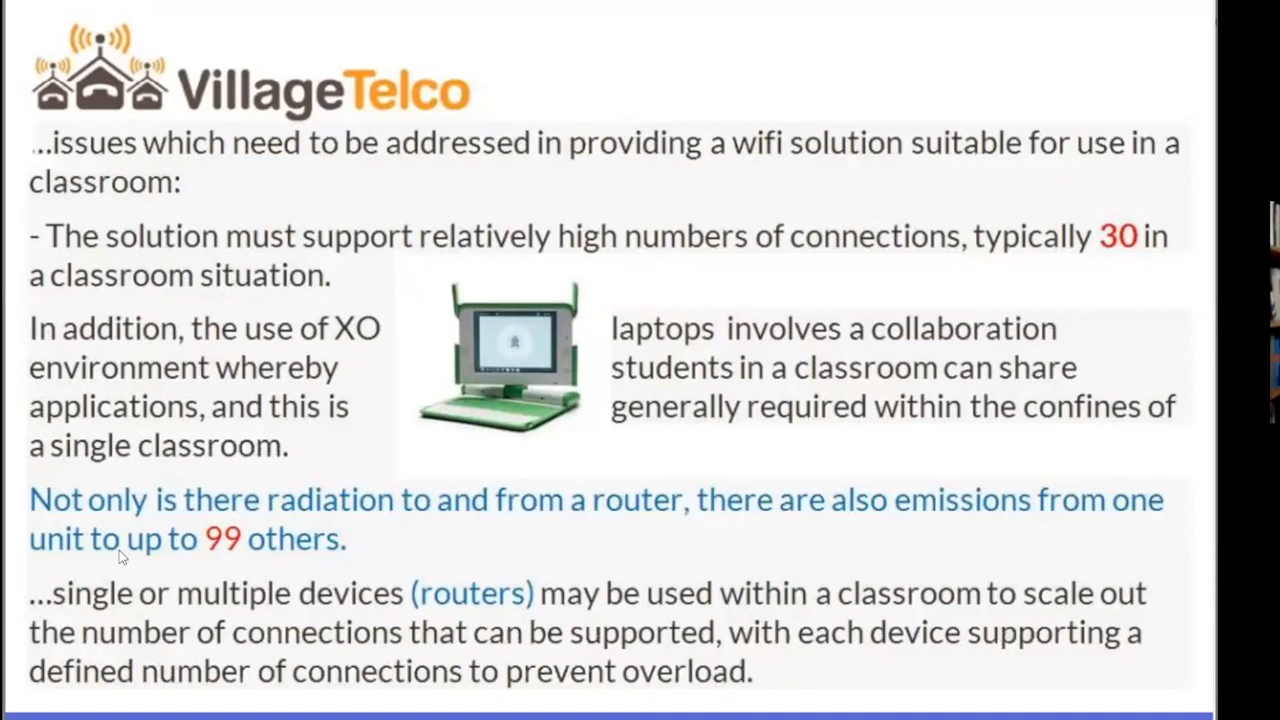 VillageTelco
...issues which need to be addressed in providing a wifi solution suitable for use in a
classroom:
- The solution must support relatively high numbers of connections, typically 30 in
a classroom situation.
In addition, the use of XO laptops involves a collaboration
environment whereby students in a classroom can share
applications, and this is generally required within the confines of
a single classroom.
Not only is there radiation to and from a router, there are also emissions from one
unit to up to 99 others.
...single or multiple devices (routers) may be used within a classroom to scale out
the number of connections that can be supported, with each device supporting a
defined number of connections to prevent overload.